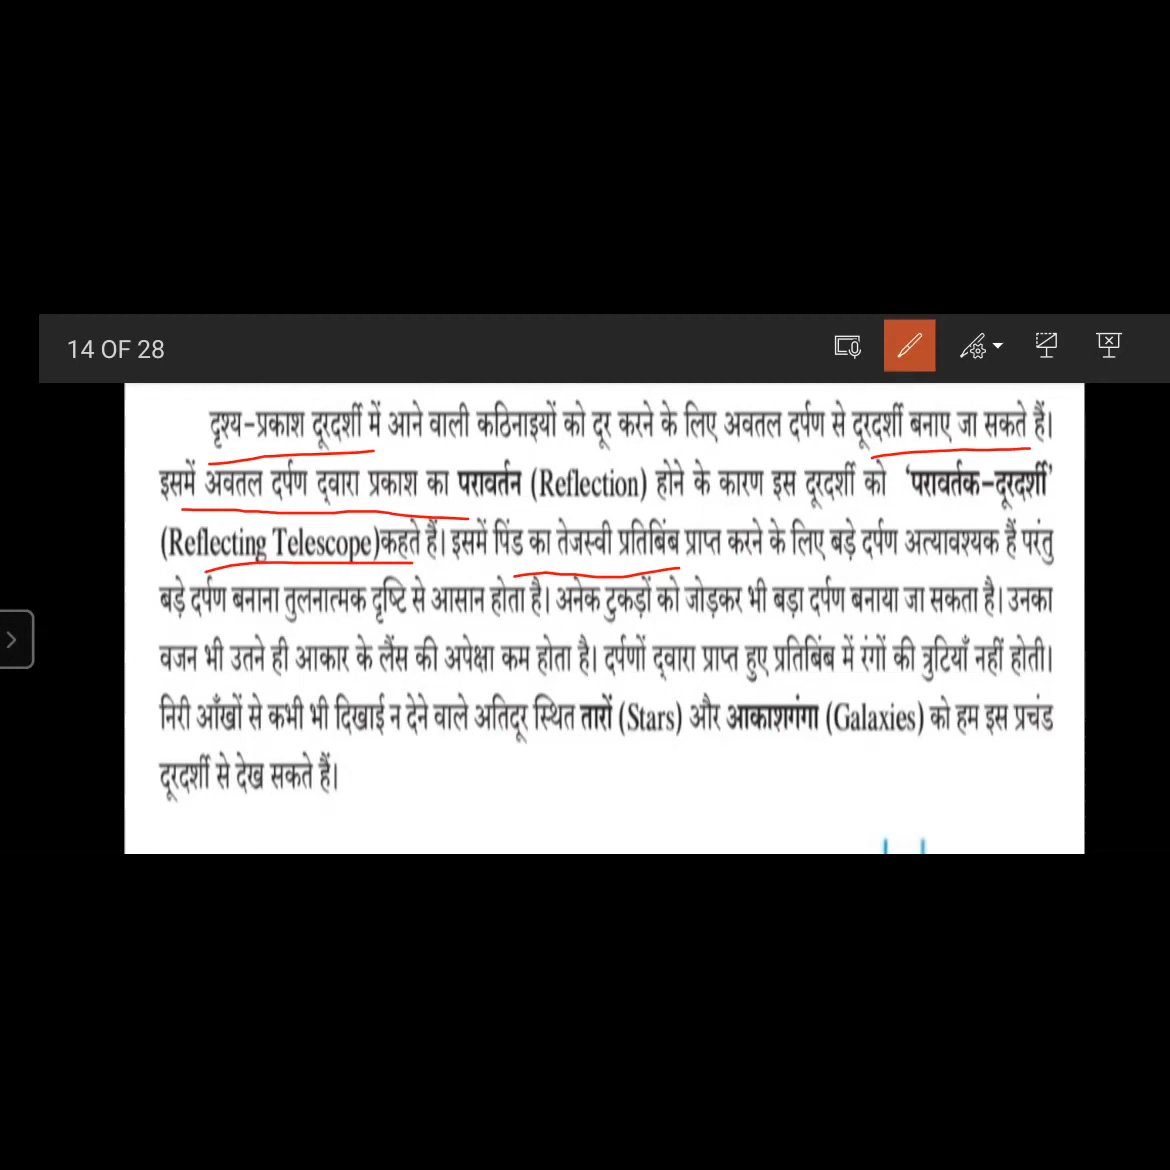 14 OF 28
दृश्य-प्रकाश दूरदर्शी में आने वाली कठिनाइयों को दूर करने के लिए अवतल दर्पण से दूरदर्शी बनाए जा सकते हैं।
इसमें अवतल दर्पण द्वारा प्रकाश का परावर्तन (Reflection) होने के कारण इस दूरदर्शी को 'परावर्तक-दूरदर्शी'
(Reflecting Telescope)कहते हैं। इसमें पिंड का तेजस्वी प्रतिबिंब प्राप्त करने के लिए बड़े दर्पण अत्यावश्यक हैं परंतु
बड़े दर्पण बनाना तुलनात्मक दृष्टि से आसान होता है। अनेक टुकड़ों को जोड़कर भी बड़ा दर्पण बनाया जा सकता है। उनका
वजन भी उतने ही आकार के लैंस की अपेक्षा कम होता है। दर्पणों द्वारा प्राप्त हुए प्रतिबिंब में रंगों की त्रुटियाँ नहीं होती।
निरी आँखों से कभी भी दिखाई न देने वाले अतिदूर स्थित तारों (Stars) और आकाशगंगा (Galaxies) को हम इस प्रचंड
दूरदर्शी से देख सकते हैं।